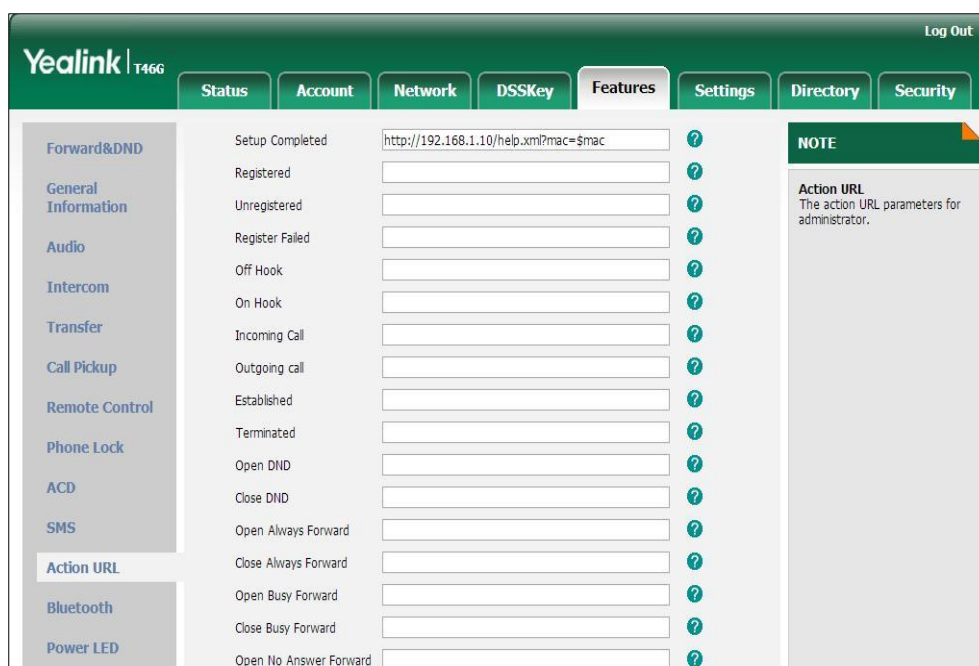 Log Out
Yealink T46G
Status Account Network DSSKey Features Settings Directory Security
Forward&DND
General
Information
Audio
Intercom
Transfer
Call Pickup
Remote Control
Phone Lock
ACD
SMS
Action URL
Bluetooth
Power LED
Setup Completed http://192.168.1.10/help.xml?mac=$mac
Registered
Unregistered
Register Failed
Off Hook
On Hook
Incoming Call
Outgoing call
Established
Terminated
Open DND
Close DND
Open Always Forward
Close Always Forward
Open Busy Forward
Close Busy Forward
Open No Answer Forward
NOTE
Action URL
The action URL parameters for
administrator.